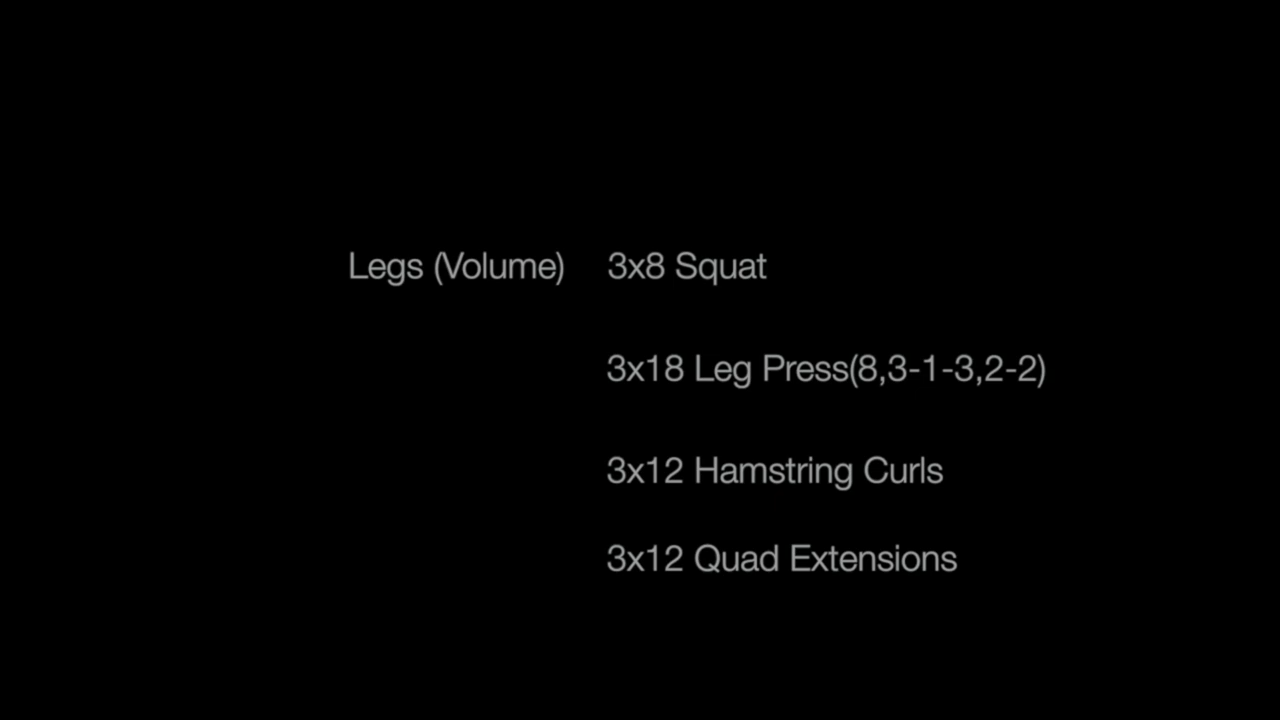 Legs (Volume) 3x8 Squat
3x18 Leg Press(8,3-1-3,2-2)
3x12 Hamstring Curls
3x12 Quad Extensions